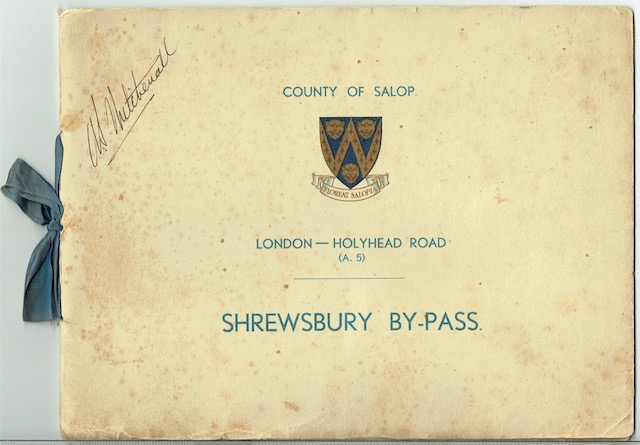 COUNTY OF SALOP.
FLOREAT SALOPIA
LONDON — HOLYHEAD ROAD
(A. 5)
SHREWSBURY BY-PASS.